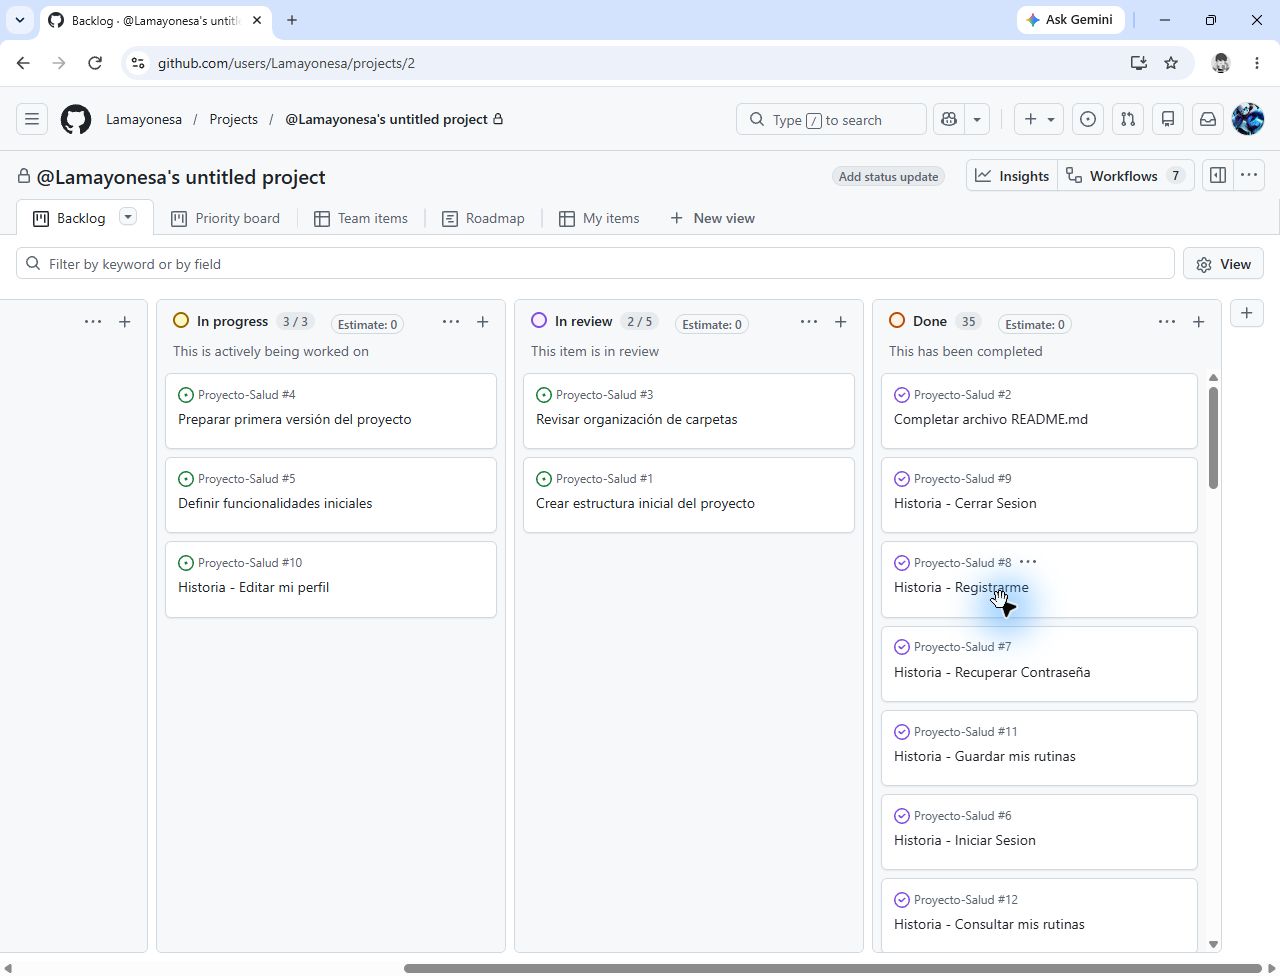 Backlog · @Lamayonesa's untitl
Ask Gemini
github.com/users/Lamayonesa/projects/2
Lamayonesa / Projects / @Lamayonesa's untitled project
Type / to search
@Lamayonesa's untitled project
Add status update
Insights
Workflows 7
Backlog
Priority board
Team items
Roadmap
My items
New view
Filter by keyword or by field
View
In progress 3 / 3 Estimate: 0
This is actively being worked on
Proyecto-Salud #4
Preparar primera versión del proyecto
Proyecto-Salud #5
Definir funcionalidades iniciales
Proyecto-Salud #10
Historia - Editar mi perfil
In review 2 / 5 Estimate: 0
This item is in review
Proyecto-Salud #3
Revisar organización de carpetas
Proyecto-Salud #1
Crear estructura inicial del proyecto
Done 35 Estimate: 0
This has been completed
Proyecto-Salud #2
Completar archivo README.md
Proyecto-Salud #9
Historia - Cerrar Sesion
Proyecto-Salud #8
Historia - Registrarme
Proyecto-Salud #7
Historia - Recuperar Contraseña
Proyecto-Salud #11
Historia - Guardar mis rutinas
Proyecto-Salud #6
Historia - Iniciar Sesion
Proyecto-Salud #12
Historia - Consultar mis rutinas